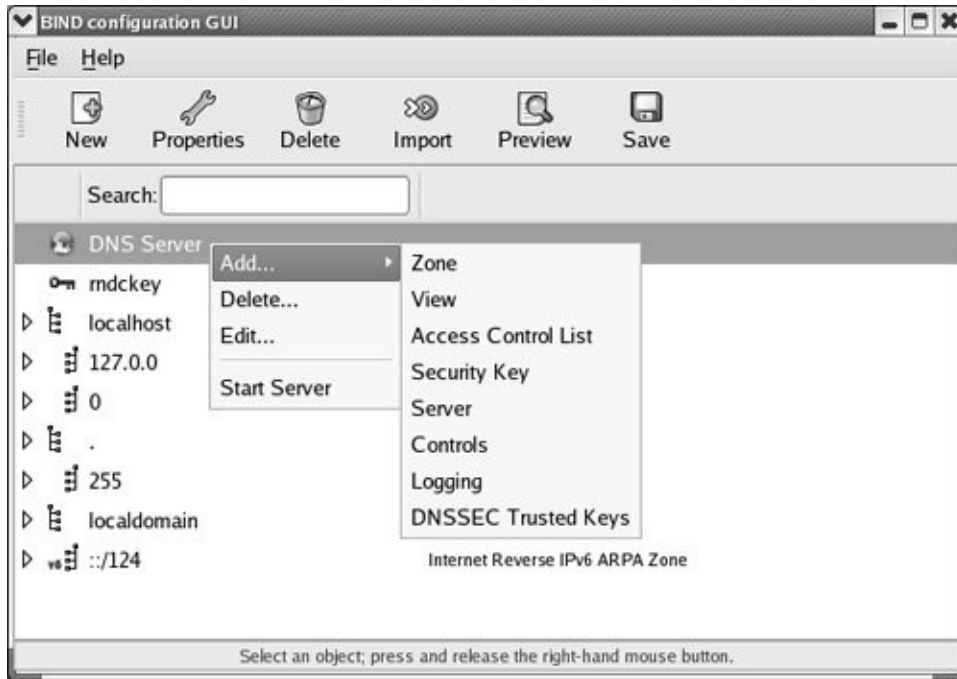 BIND configuration GUI
File Help
New Properties Delete Import Preview Save
Search:
DNS Server
Add...
Delete...
Edit...
Start Server
Zone
View
Access Control List
Security Key
Server
Controls
Logging
DNSSEC Trusted Keys
rndckey
localhost
127.0.0
0
.
255
localdomain
v6 ::/124 Internet Reverse IPv6 ARPA Zone
Select an object; press and release the right-hand mouse button.